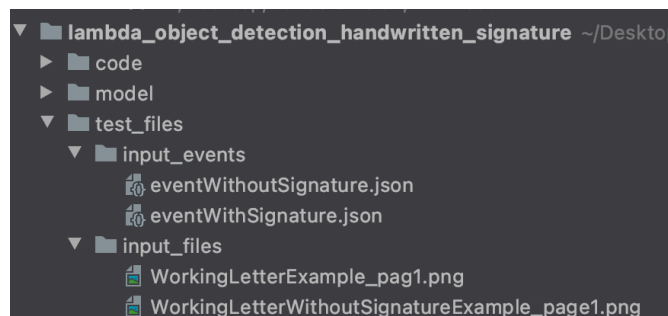 lambda_object_detection_handwritten_signature ~/Deskto
code
model
test_files
input_events
eventWithoutSignature.json
eventWithSignature.json
input_files
WorkingLetterExample_pag1.png
WorkingLetterWithoutSignatureExample_page1.png